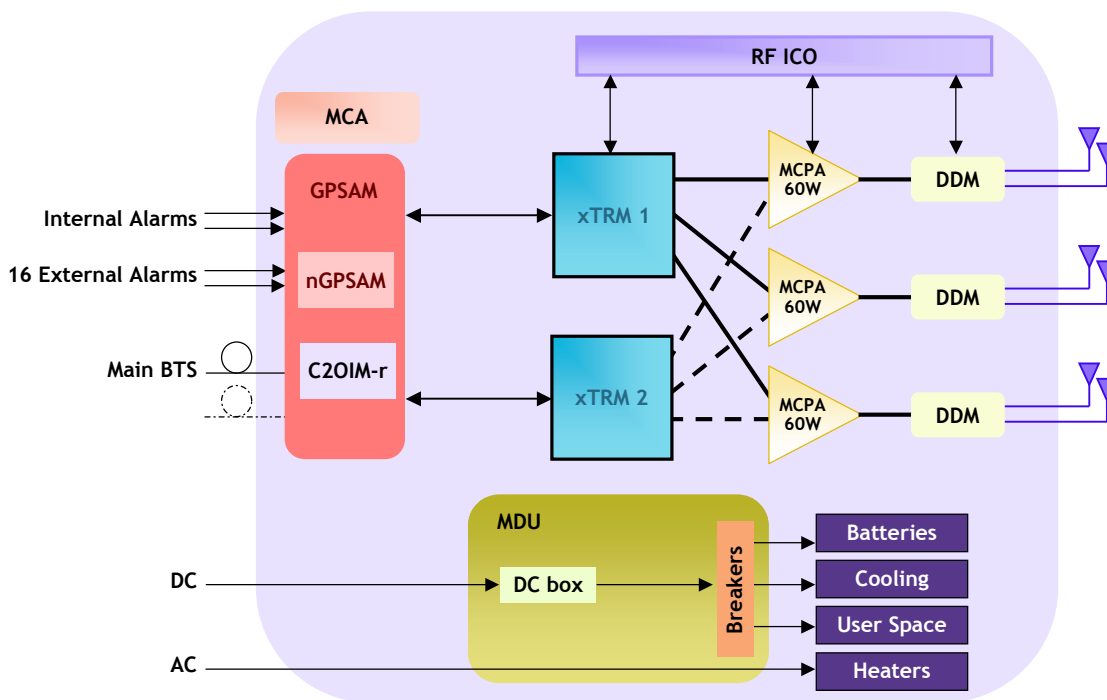 RF ICO
MCA
GPSAM
Internal Alarms
xTRM 1
MCPA
60W
DDM
16 External Alarms
nGPSAM
MCPA
60W
DDM
Main BTS
C2OIM-r
xTRM 2
MCPA
60W
DDM
MDU
Batteries
DC
DC box
Breakers
Cooling
User Space
AC
Heaters